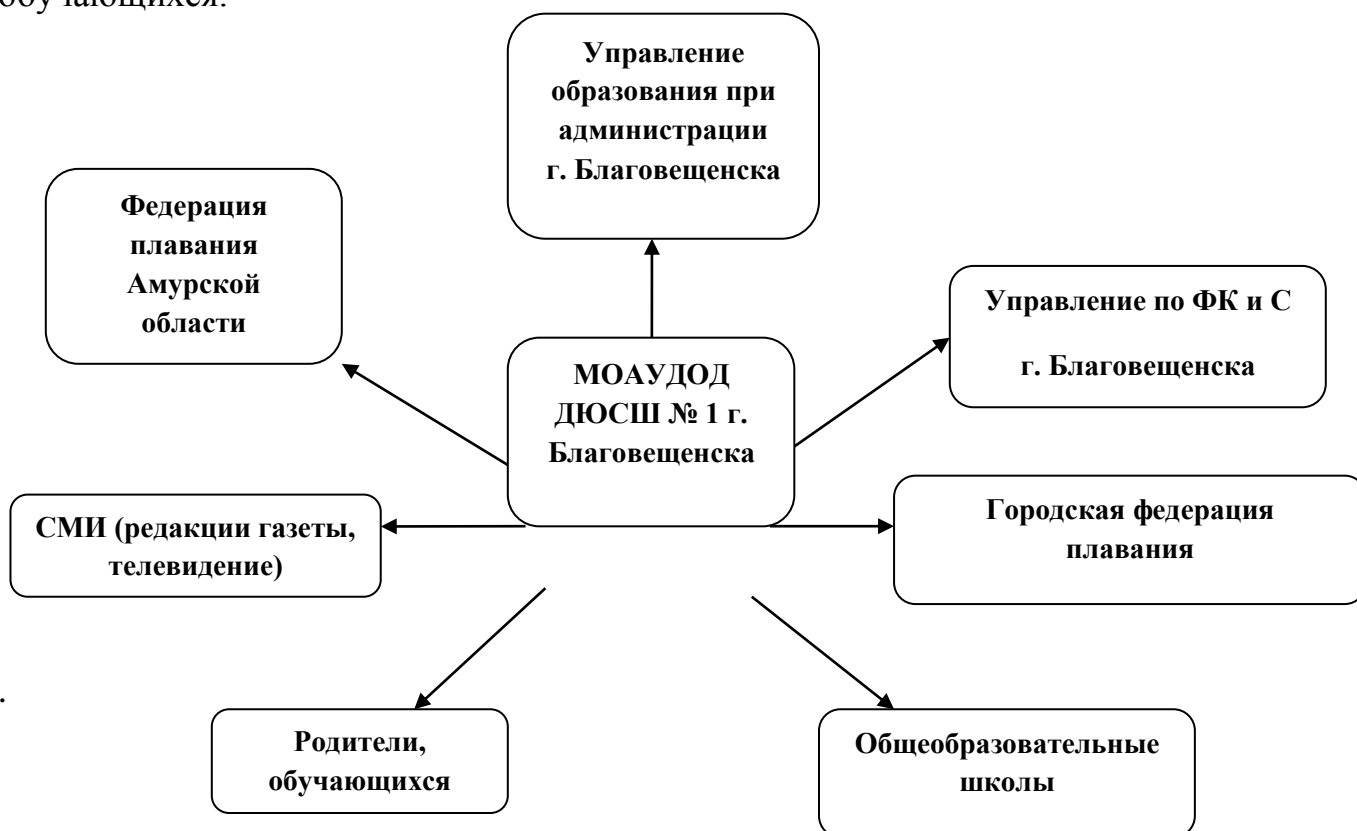 обучающихся.
Управление
образования при
администрации
г. Благовещенска
Федерация
плавания
Амурской
области
Управление по ФК и С
г. Благовещенска
МОАУДОД
ДЮСШ № 1 г.
Благовещенска
СМИ (редакции газеты,
телевидение)
Городская федерация
плавания
.
Родители,
обучающихся
Общеобразовательные
школы